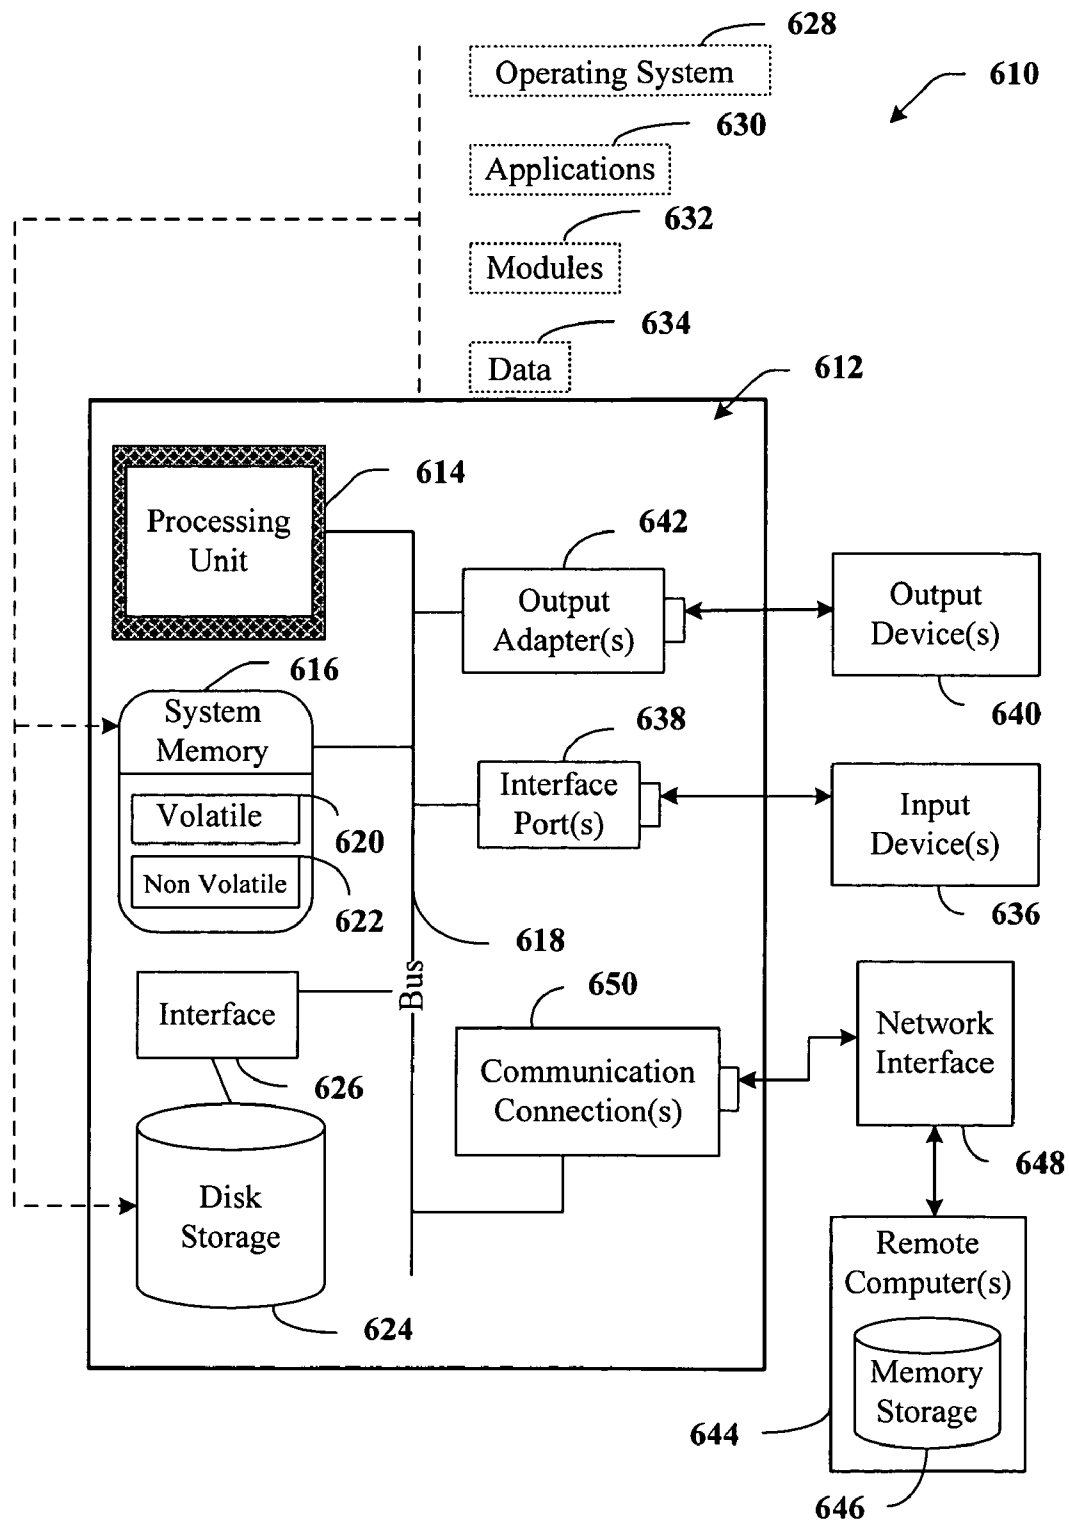 628
Operating System
610
630
Applications
632
Modules
634
Data
612
614
Processing
Unit
642
Output
Adapter(s)
Output
Device(s)
640
616
System
Memory
638
Interface
Port(s)
Input
Device(s)
636
Volatile
620
Non Volatile
622
618
Bus
Interface
626
650
Communication
Connection(s)
Network
Interface
648
Disk
Storage
624
Remote
Computer(s)
Memory
Storage
644
646